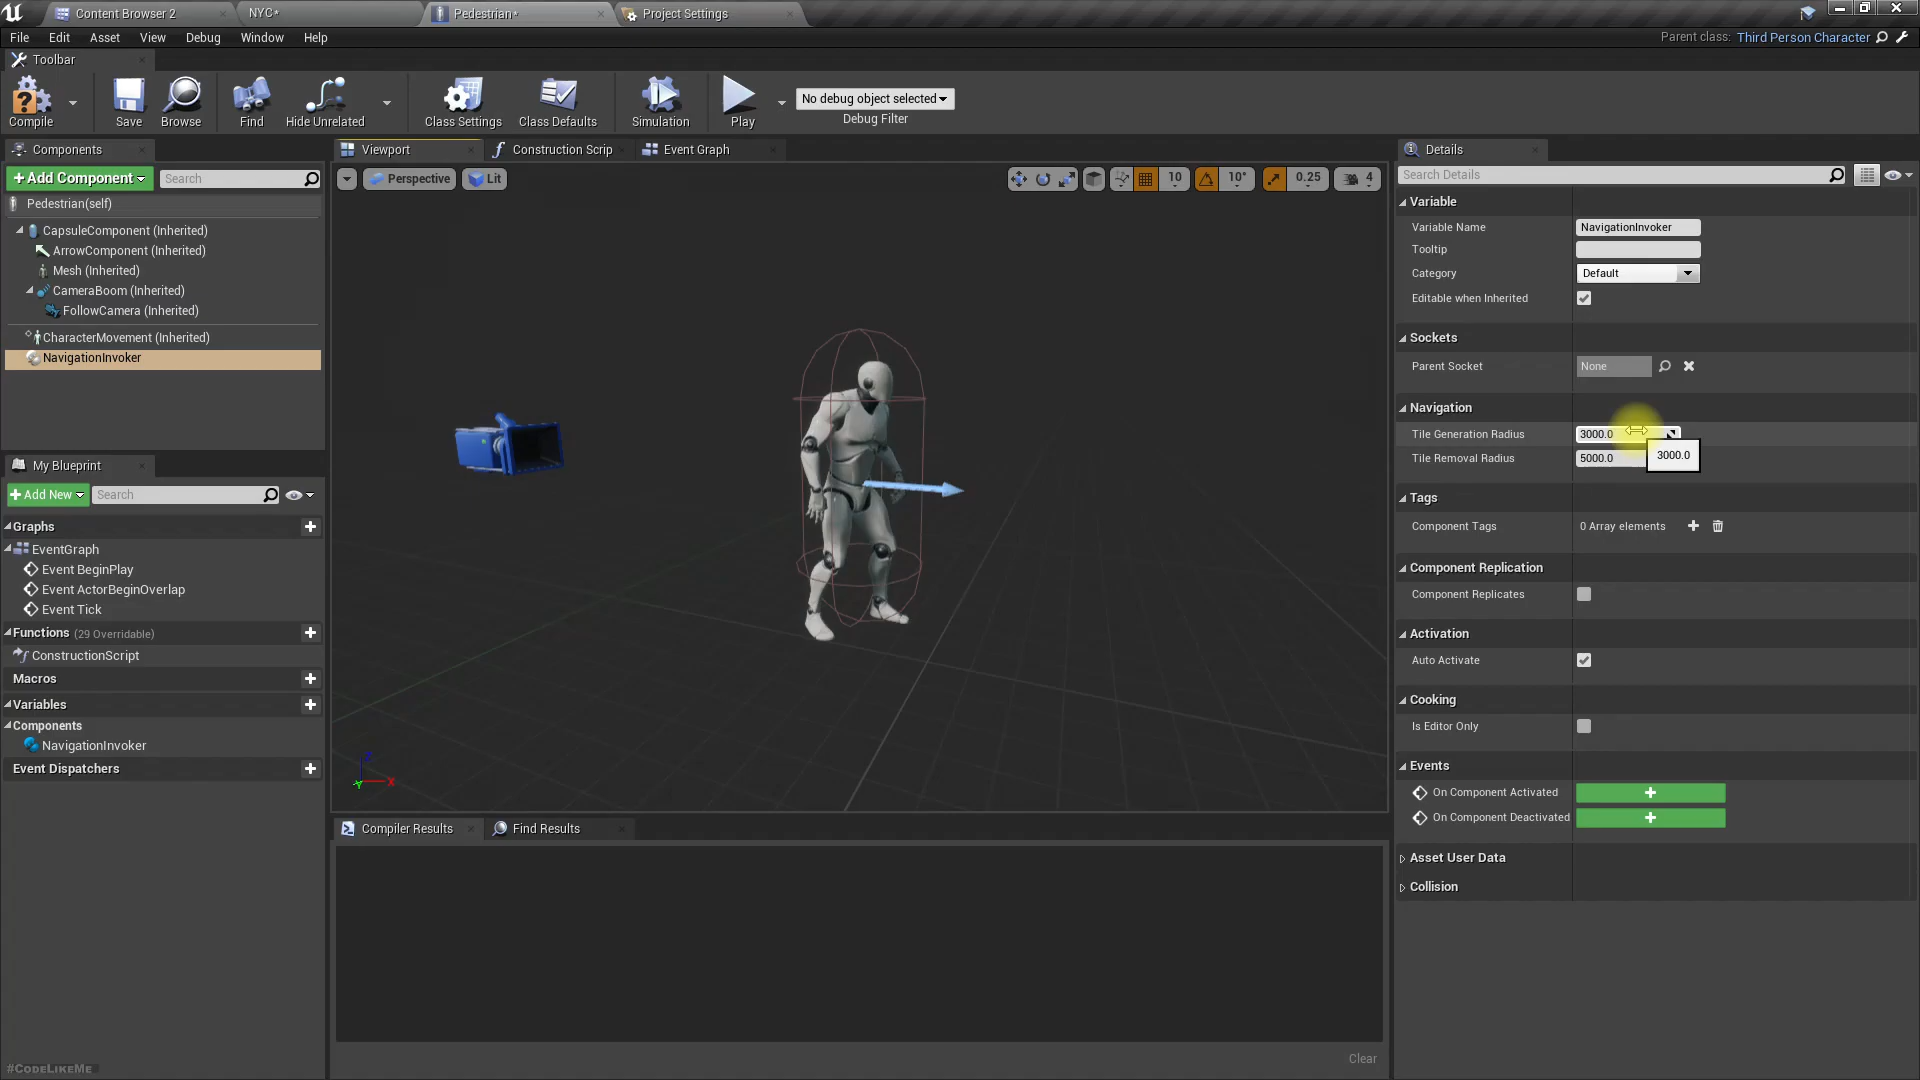 Content Browser 2
NYC*
Pedestrian*
Project Settings
File Edit Asset View Debug Window Help
Parent class: Third Person Character
Toolbar
Compile
Save
Browse
Find
Hide Unrelated
Class Settings
Class Defaults
Simulation
Play
No debug object selected
Debug Filter
Components
+Add Component
Search
Pedestrian(self)
CapsuleComponent (Inherited)
ArrowComponent (Inherited)
Mesh (Inherited)
CameraBoom (Inherited)
FollowCamera (Inherited)
CharacterMovement (Inherited)
NavigationInvoker
My Blueprint
+Add New
Search
Graphs
EventGraph
Event BeginPlay
Event ActorBeginOverlap
Event Tick
Functions (29 Overridable)
ConstructionScript
Macros
Variables
Components
NavigationInvoker
Event Dispatchers
#CodeLikeMe
Viewport
Construction Scrip
Event Graph
Perspective
Lit
10
10°
0.25
4
Z
X
Y
Compiler Results
Find Results
Clear
Details
Search Details
Variable
Variable Name NavigationInvoker
Tooltip
Category Default
Editable when Inherited
Sockets
Parent Socket None
Navigation
Tile Generation Radius 3000.0
Tile Removal Radius 5000.0
3000.0
Tags
Component Tags 0 Array elements
Component Replication
Component Replicates
Activation
Auto Activate
Cooking
Is Editor Only
Events
On Component Activated
On Component Deactivated
Asset User Data
Collision